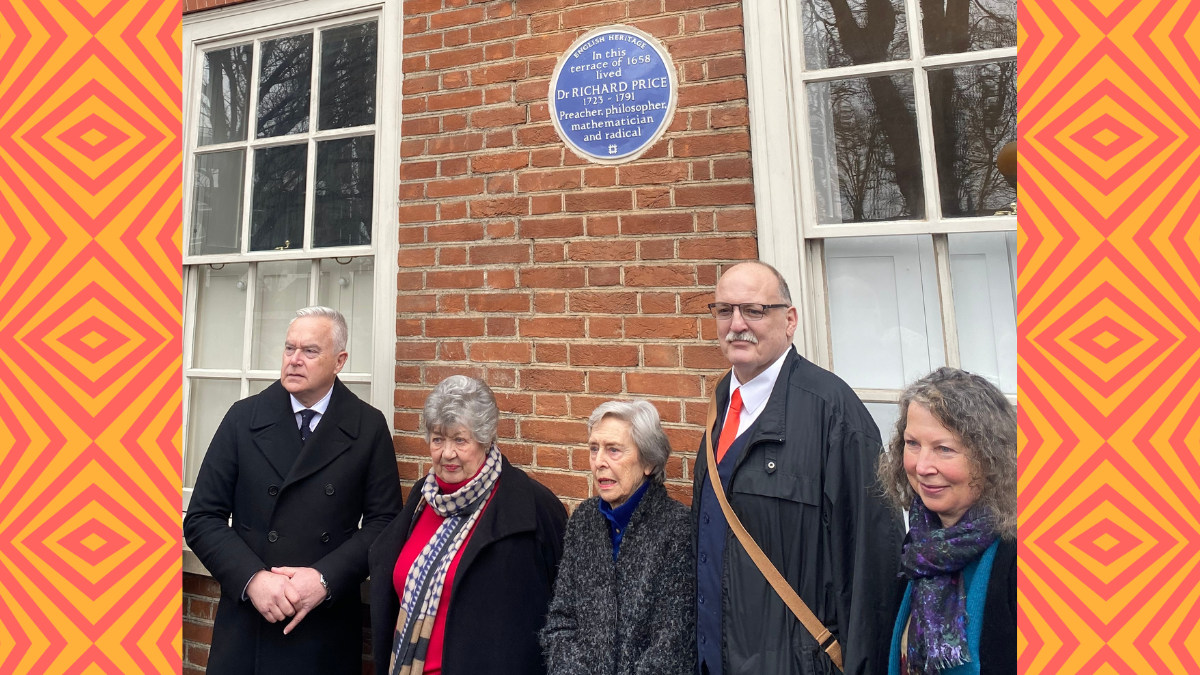 ENGLISH HERITAGE
In this
terrace of 1658
lived
Dr RICHARD PRICE
1723 - 1791
Preacher, philosopher,
mathematician
and radical